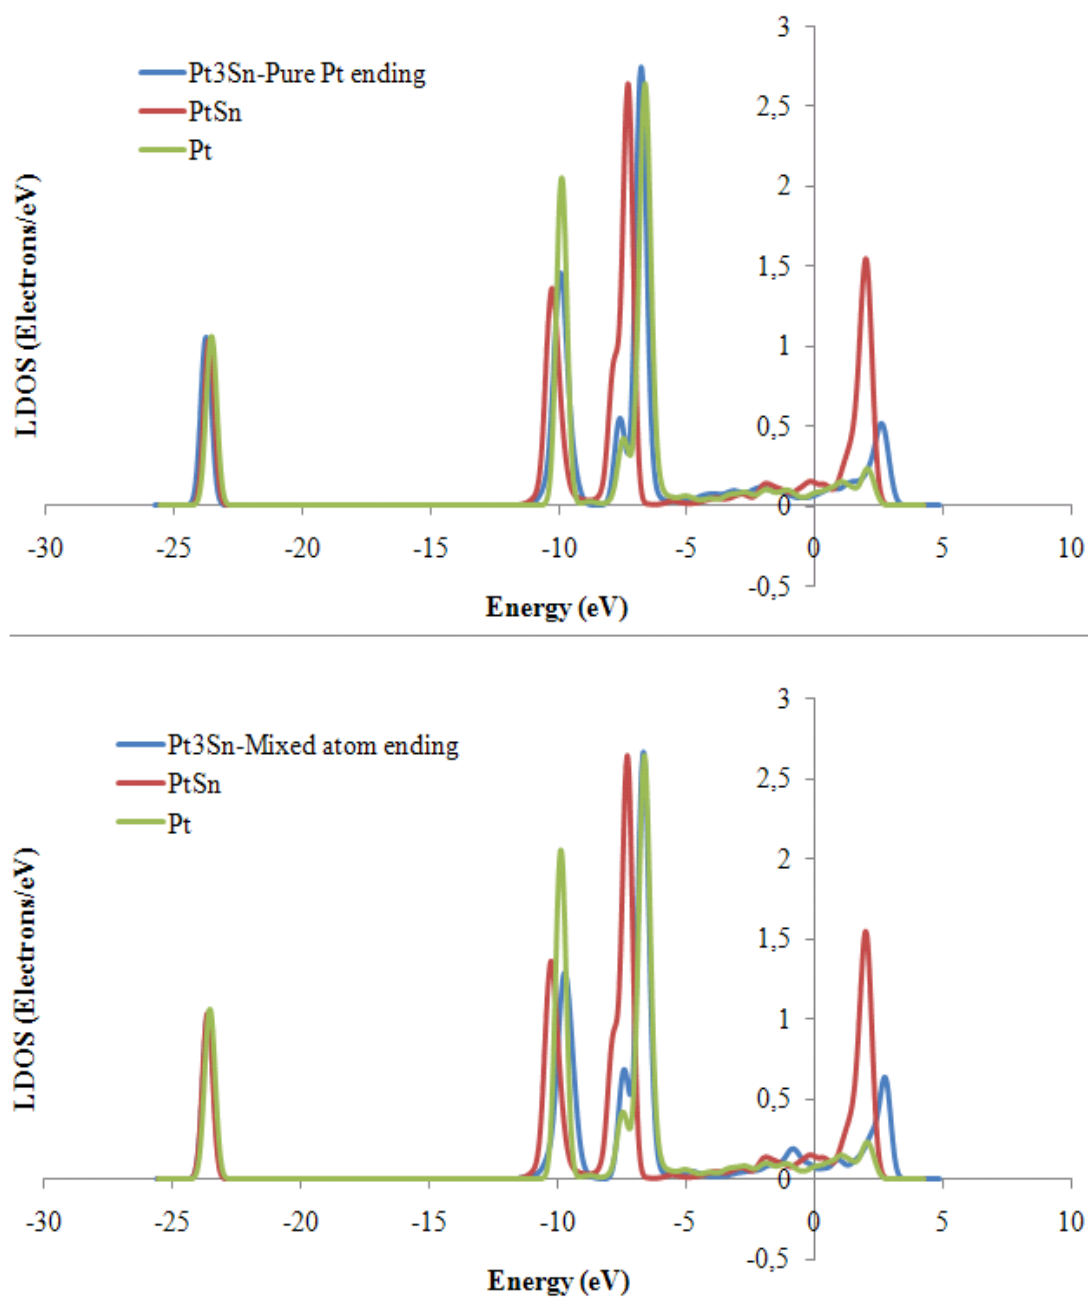 Pt3Sn-Pure Pt ending
PtSn
Pt
LDOS (Electrons/eV)
3
2,5
2
1,5
1
0,5
0
-0,5
-30 -25 -20 -15 -10 -5 0 5 10
Energy (eV)
Pt3Sn-Mixed atom ending
PtSn
Pt
LDOS (Electrons/eV)
3
2,5
2
1,5
1
0,5
0
-0,5
-30 -25 -20 -15 -10 -5 0 5 10
Energy (eV)